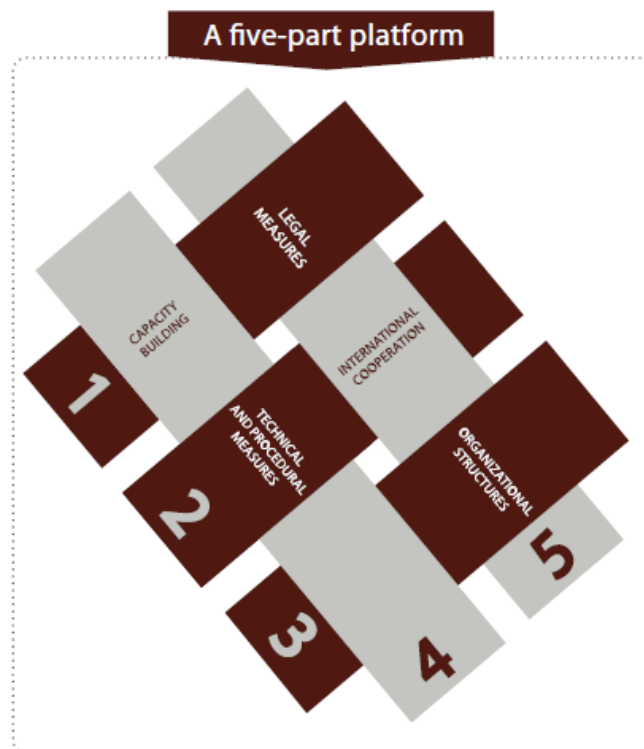 A five-part platform
LEGAL
MEASURES
CAPACITY
BUILDING
INTERNATIONAL
COOPERATION
1
TECHNICAL
AND PROCEDURAL
MEASURES
ORGANIZATIONAL
STRUCTURES
2
3
4
5